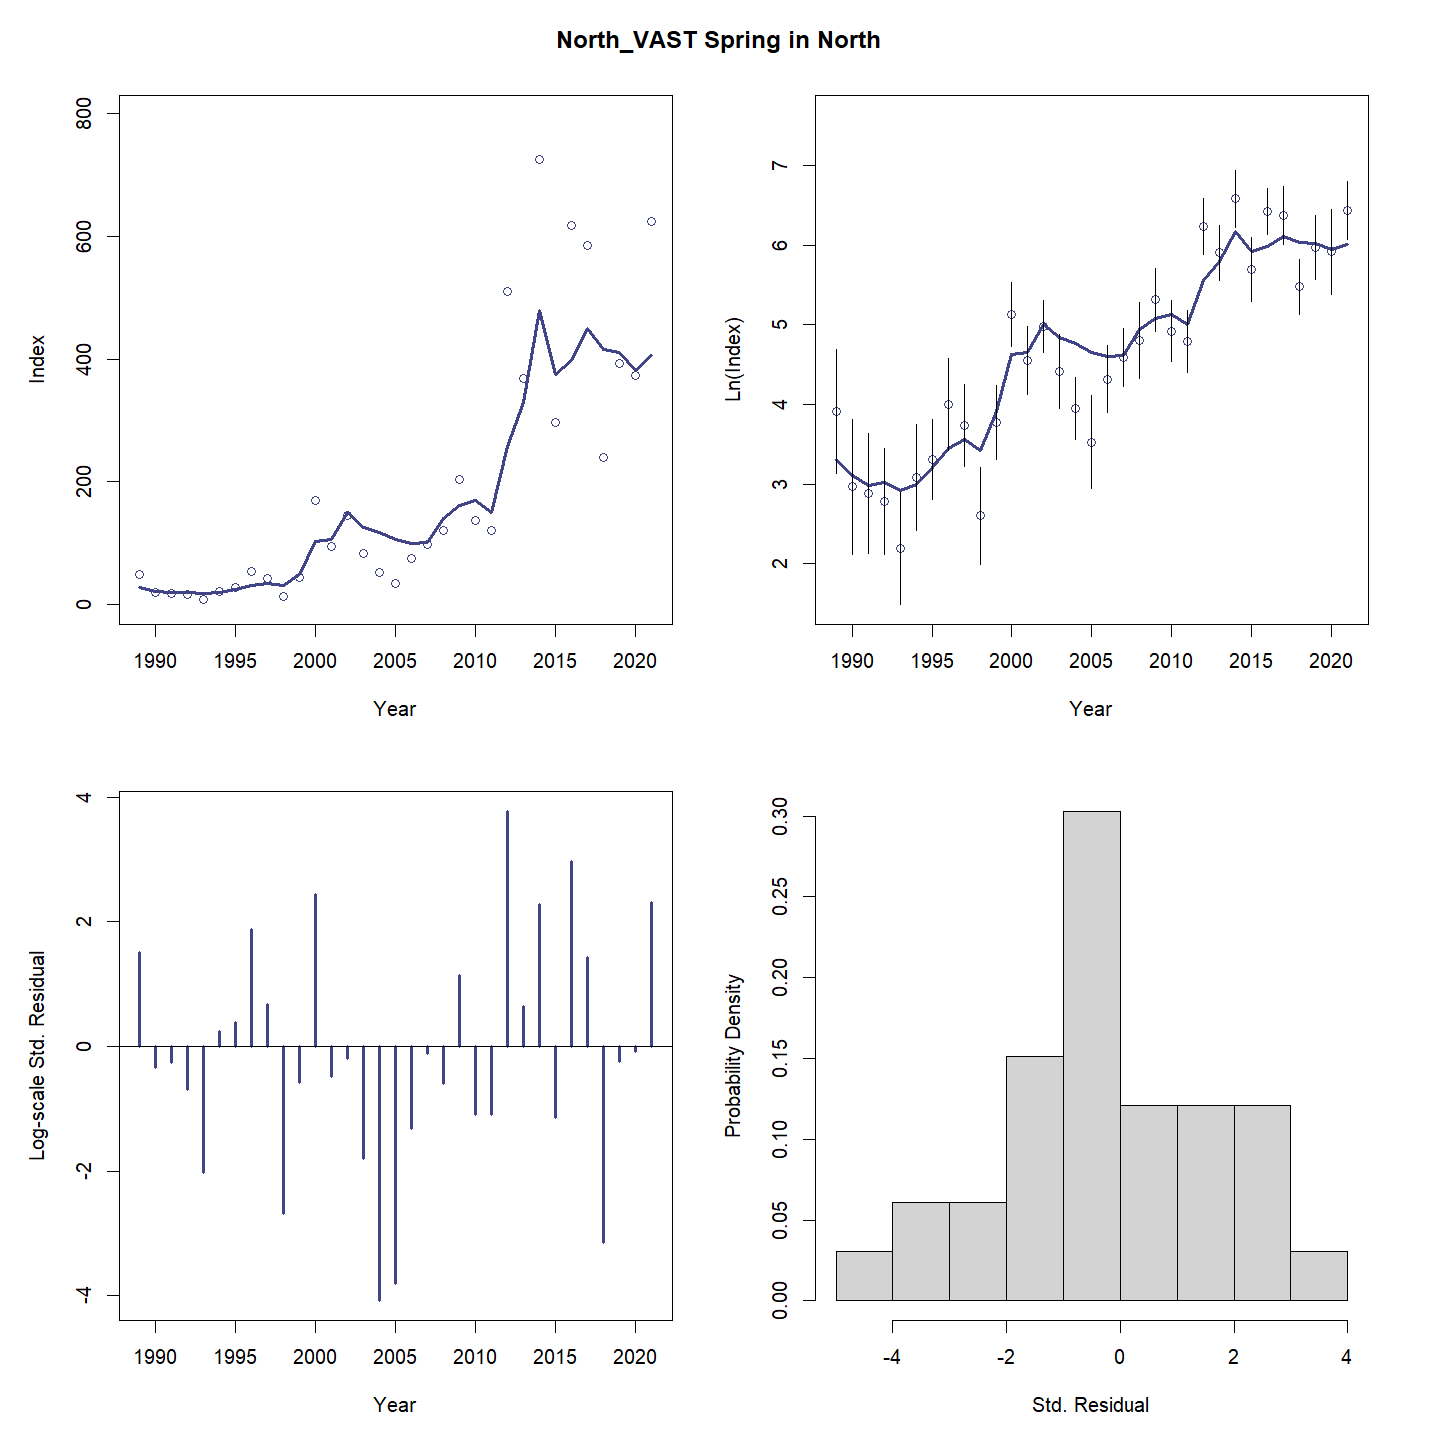 North_VAST Spring in North
Index
800
600
400
200
0
1990 1995 2000 2005 2010 2015 2020
Year
Ln(Index)
7
6
5
4
3
2
1990 1995 2000 2005 2010 2015 2020
Year
Log-scale Std. Residual
4
2
0
-2
-4
1990 1995 2000 2005 2010 2015 2020
Year
Probability Density
0.30
0.25
0.20
0.15
0.10
0.05
0.00
-4 -2 0 2 4
Std. Residual